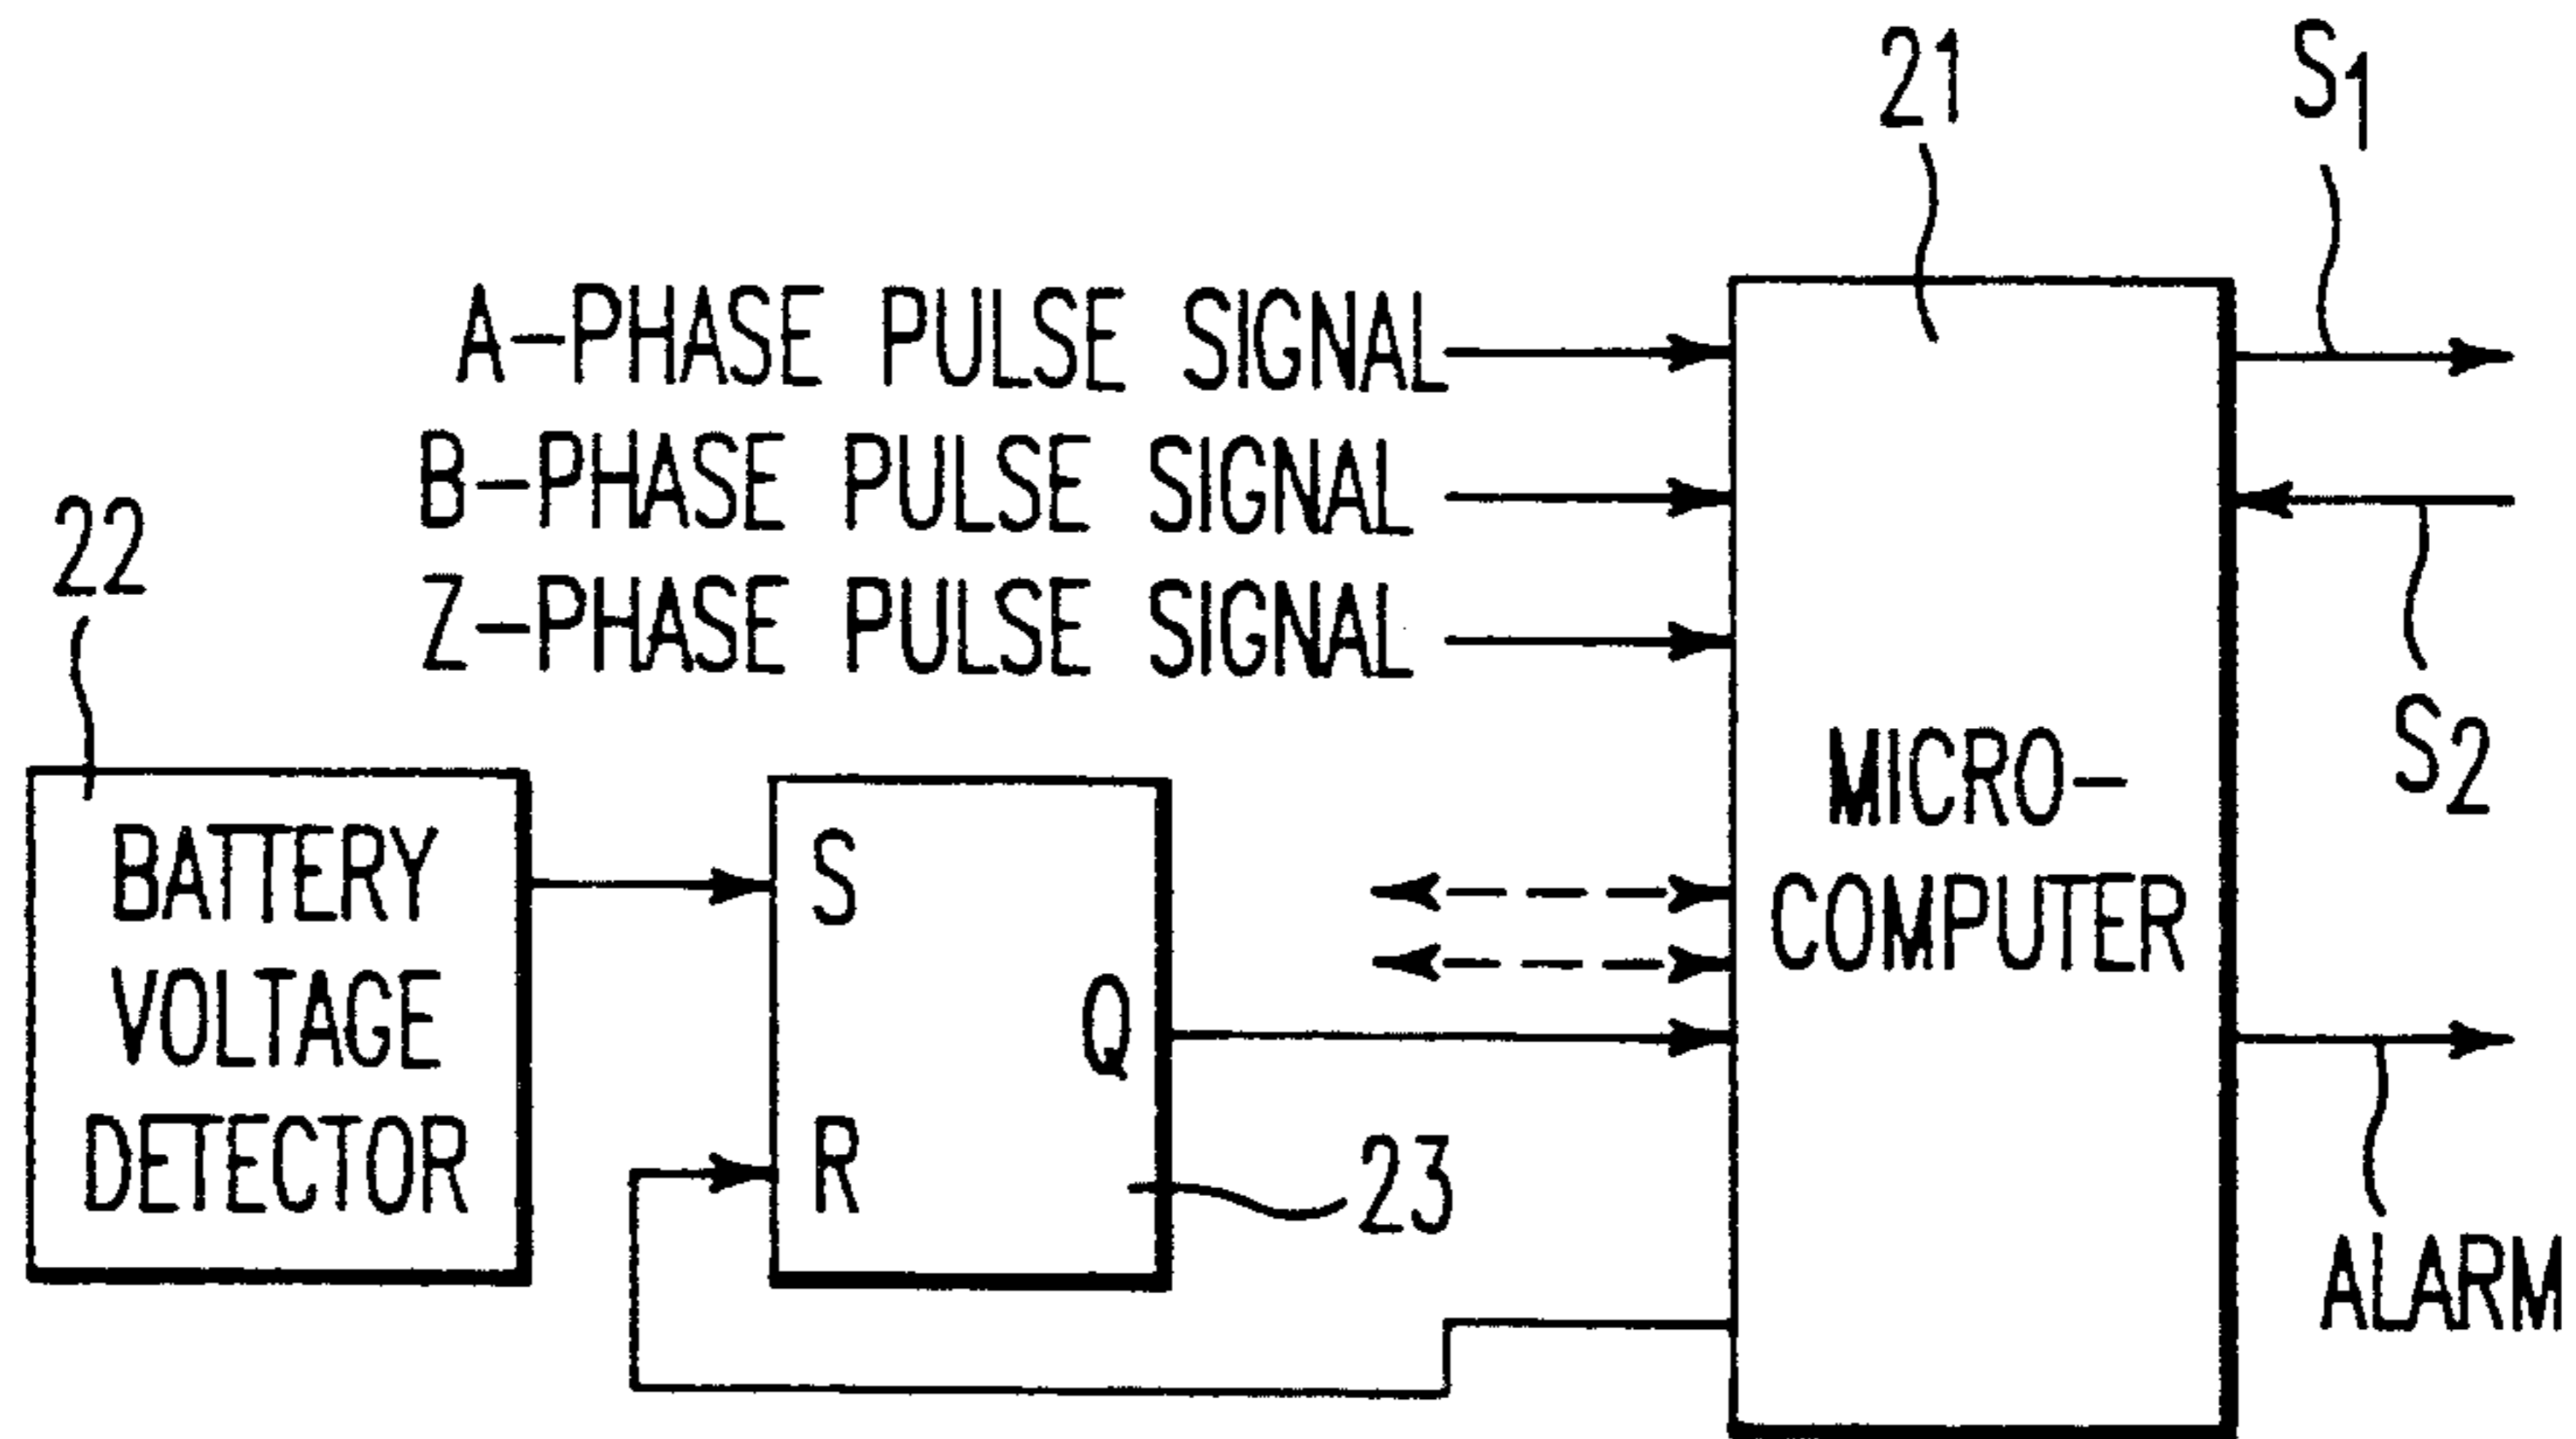 21
S1
A-PHASE PULSE SIGNAL
B-PHASE PULSE SIGNAL
Z-PHASE PULSE SIGNAL
22
S2
MICRO-
COMPUTER
BATTERY
VOLTAGE
DETECTOR
S
Q
R
23
ALARM